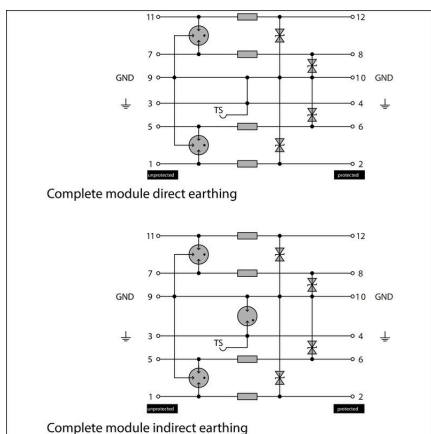 11 12
7 8
GND 9 10 GND
3 4
TS
5 6
1 2
unprotected protected
Complete module direct earthing
11 12
7 8
GND 9 10 GND
3 4
TS
5 6
1 2
unprotected protected
Complete module indirect earthing